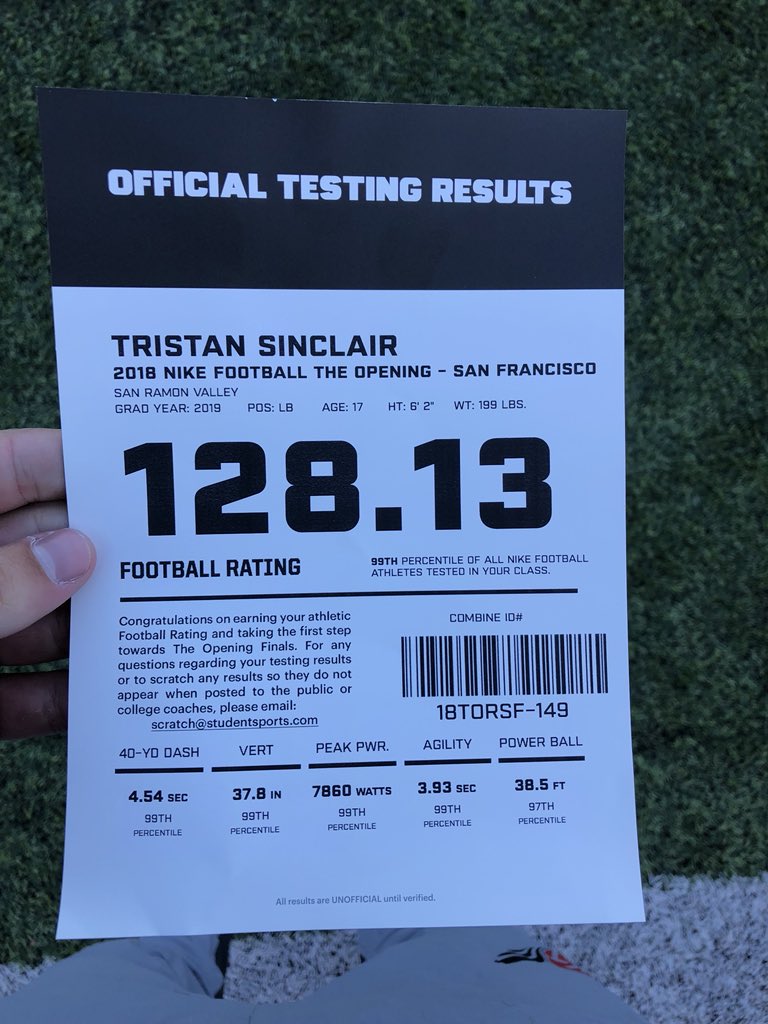 OFFICIAL TESTING RESULTS
TRISTAN SINCLAIR
2018 NIKE FOOTBALL THE OPENING - SAN FRANCISCO
SAN RAMON VALLEY
GRAD YEAR: 2019 POS: LB AGE: 17 HT: 6' 2" WT: 199 LBS.
128.13
FOOTBALL RATING
99TH PERCENTILE OF ALL NIKE FOOTBALL
ATHLETES TESTED IN YOUR CLASS.
Congratulations on earning your athletic
Football Rating and taking the first step
towards The Opening Finals. For any
questions regarding your testing results
or to scratch any results so they do not
appear when posted to the public or
college coaches, please email:
scratch@studentsports.com
COMBINE ID#
18TORSF-149
40-YD DASH VERT PEAK PWR. AGILITY POWER BALL
4.54 SEC 37.8 IN 7860 WATTS 3.93 SEC 38.5 FT
99TH 99TH 99TH 99TH 97TH
PERCENTILE PERCENTILE PERCENTILE PERCENTILE PERCENTILE
All results are UNOFFICIAL until verified.